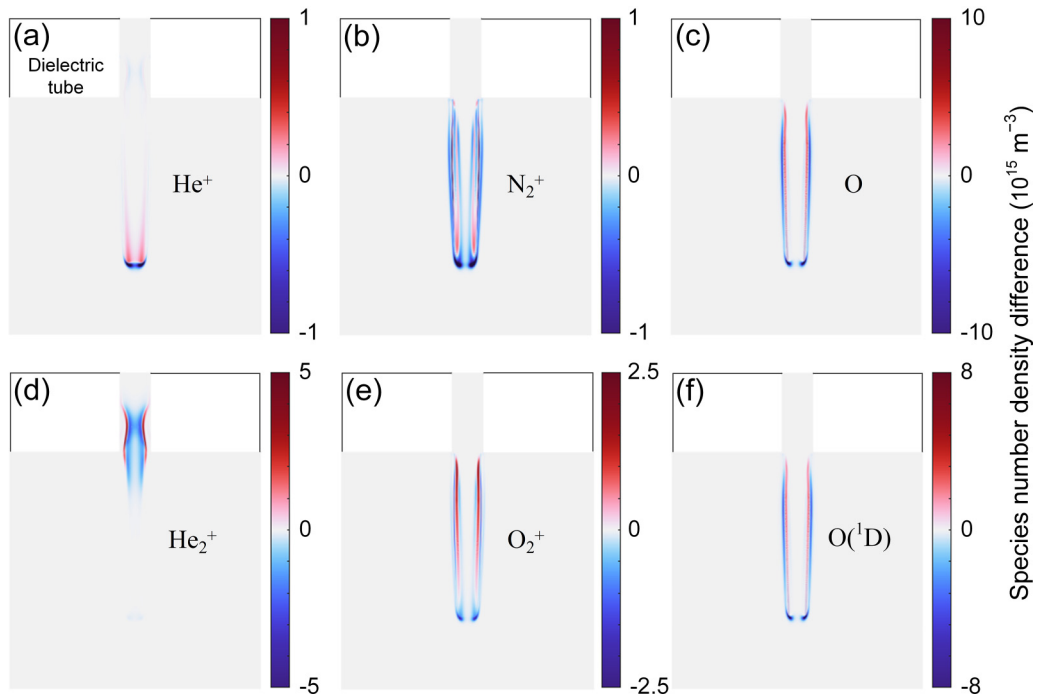 (a)
Dielectric
tube
He⁺
1
0
-1
(b)
N₂⁺
1
0
-1
(c)
O
10
0
-10
(d)
He₂⁺
5
0
-5
(e)
O₂⁺
2.5
0
-2.5
(f)
O(¹D)
8
0
-8
Species number density difference (10¹⁵ m⁻³)